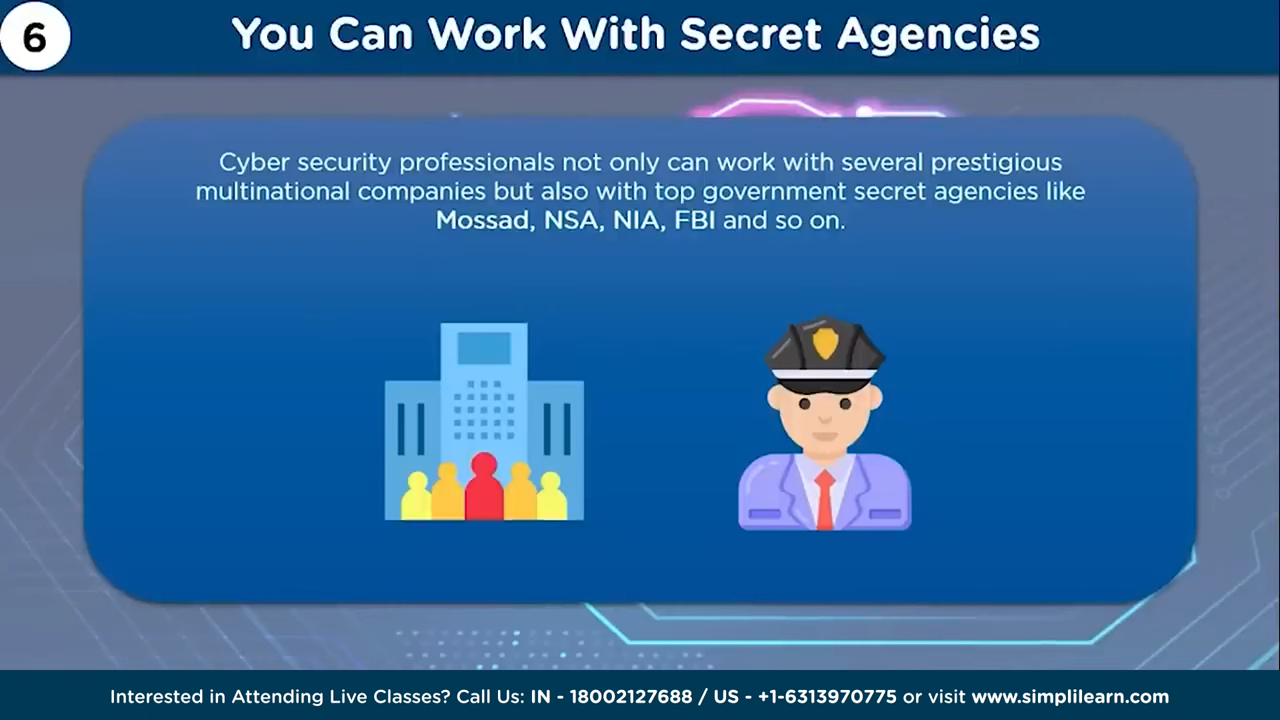 6
You Can Work With Secret Agencies
Cyber security professionals not only can work with several prestigious
multinational companies but also with top government secret agencies like
Mossad, NSA, NIA, FBI and so on.
Interested in Attending Live Classes? Call Us: IN - 18002127688 / US - +1-6313970775 or visit www.simplilearn.com